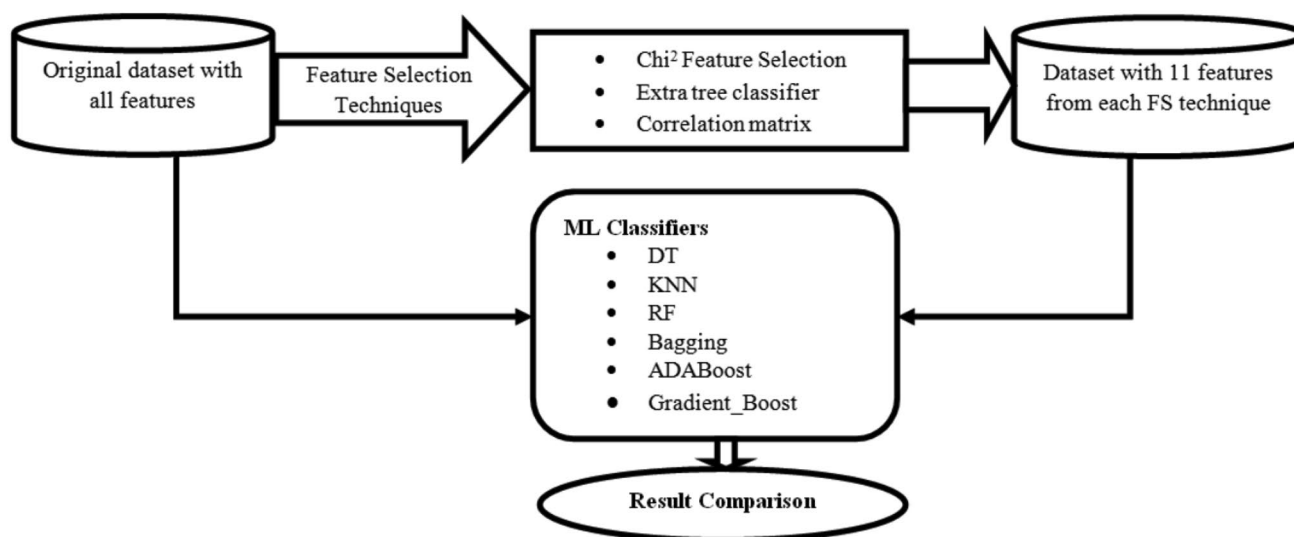 Original dataset with
all features
Feature Selection
Techniques
• Chi² Feature Selection
• Extra tree classifier
• Correlation matrix
Dataset with 11 features
from each FS technique
ML Classifiers
• DT
• KNN
• RF
• Bagging
• ADABoost
• Gradient_Boost
Result Comparison